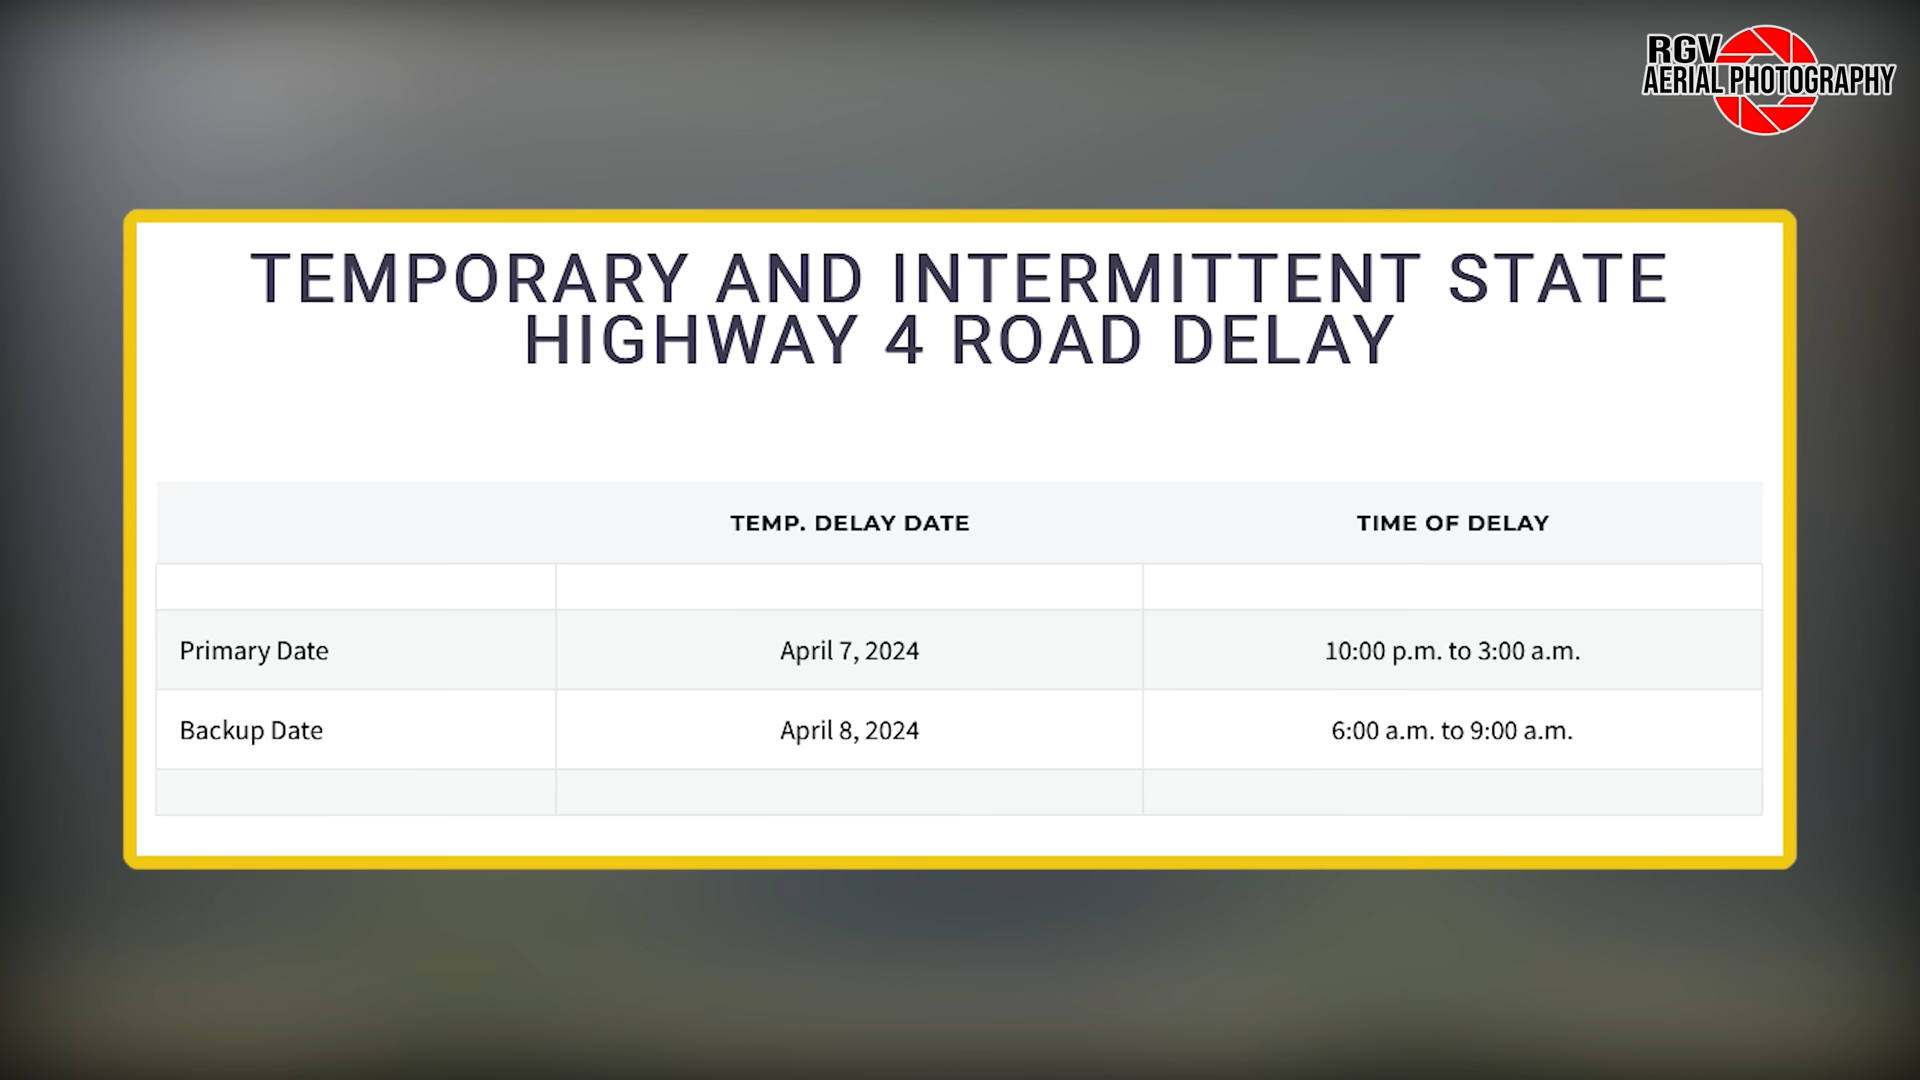 RGV
AERIAL PHOTOGRAPHY
TEMPORARY AND INTERMITTENT STATE
HIGHWAY 4 ROAD DELAY
TEMP. DELAY DATE TIME OF DELAY
Primary Date April 7, 2024 10:00 p.m. to 3:00 a.m.
Backup Date April 8, 2024 6:00 a.m. to 9:00 a.m.